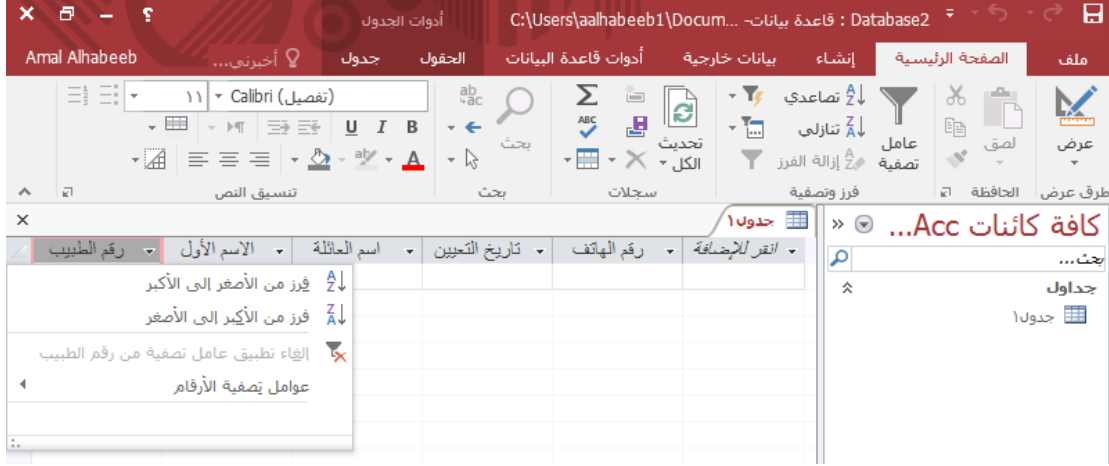 Database2 : قاعدة بيانات- C:\Users\aalhabeeb1\Docum... أدوات الجدول ?
ملف الصفحة الرئيسية إنشاء بيانات خارجية أدوات قاعدة البيانات الحقول جدول أخبرني... Amal Alhabeeb
عرض
لصق
عامل تصفية
تصاعدي
تنازلي
إزالة الفرز
تحديث الكل
بحث
Calibri (تفصيل) ١١
B I U
طرق عرض الحافظة فرز وتصفية سجلات بحث تنسيق النص
كافة كائنات Acc...
بحث...
جداول
جدول١
جدول١
انقر للإضافة رقم الهاتف تاريخ التعيين اسم العائلة الاسم الأول رقم الطبيب
فرز من الأصغر إلى الأكبر
فرز من الأكبر إلى الأصغر
إلغاء تطبيق عامل تصفية من رقم الطبيب
عوامل تصفية الأرقام